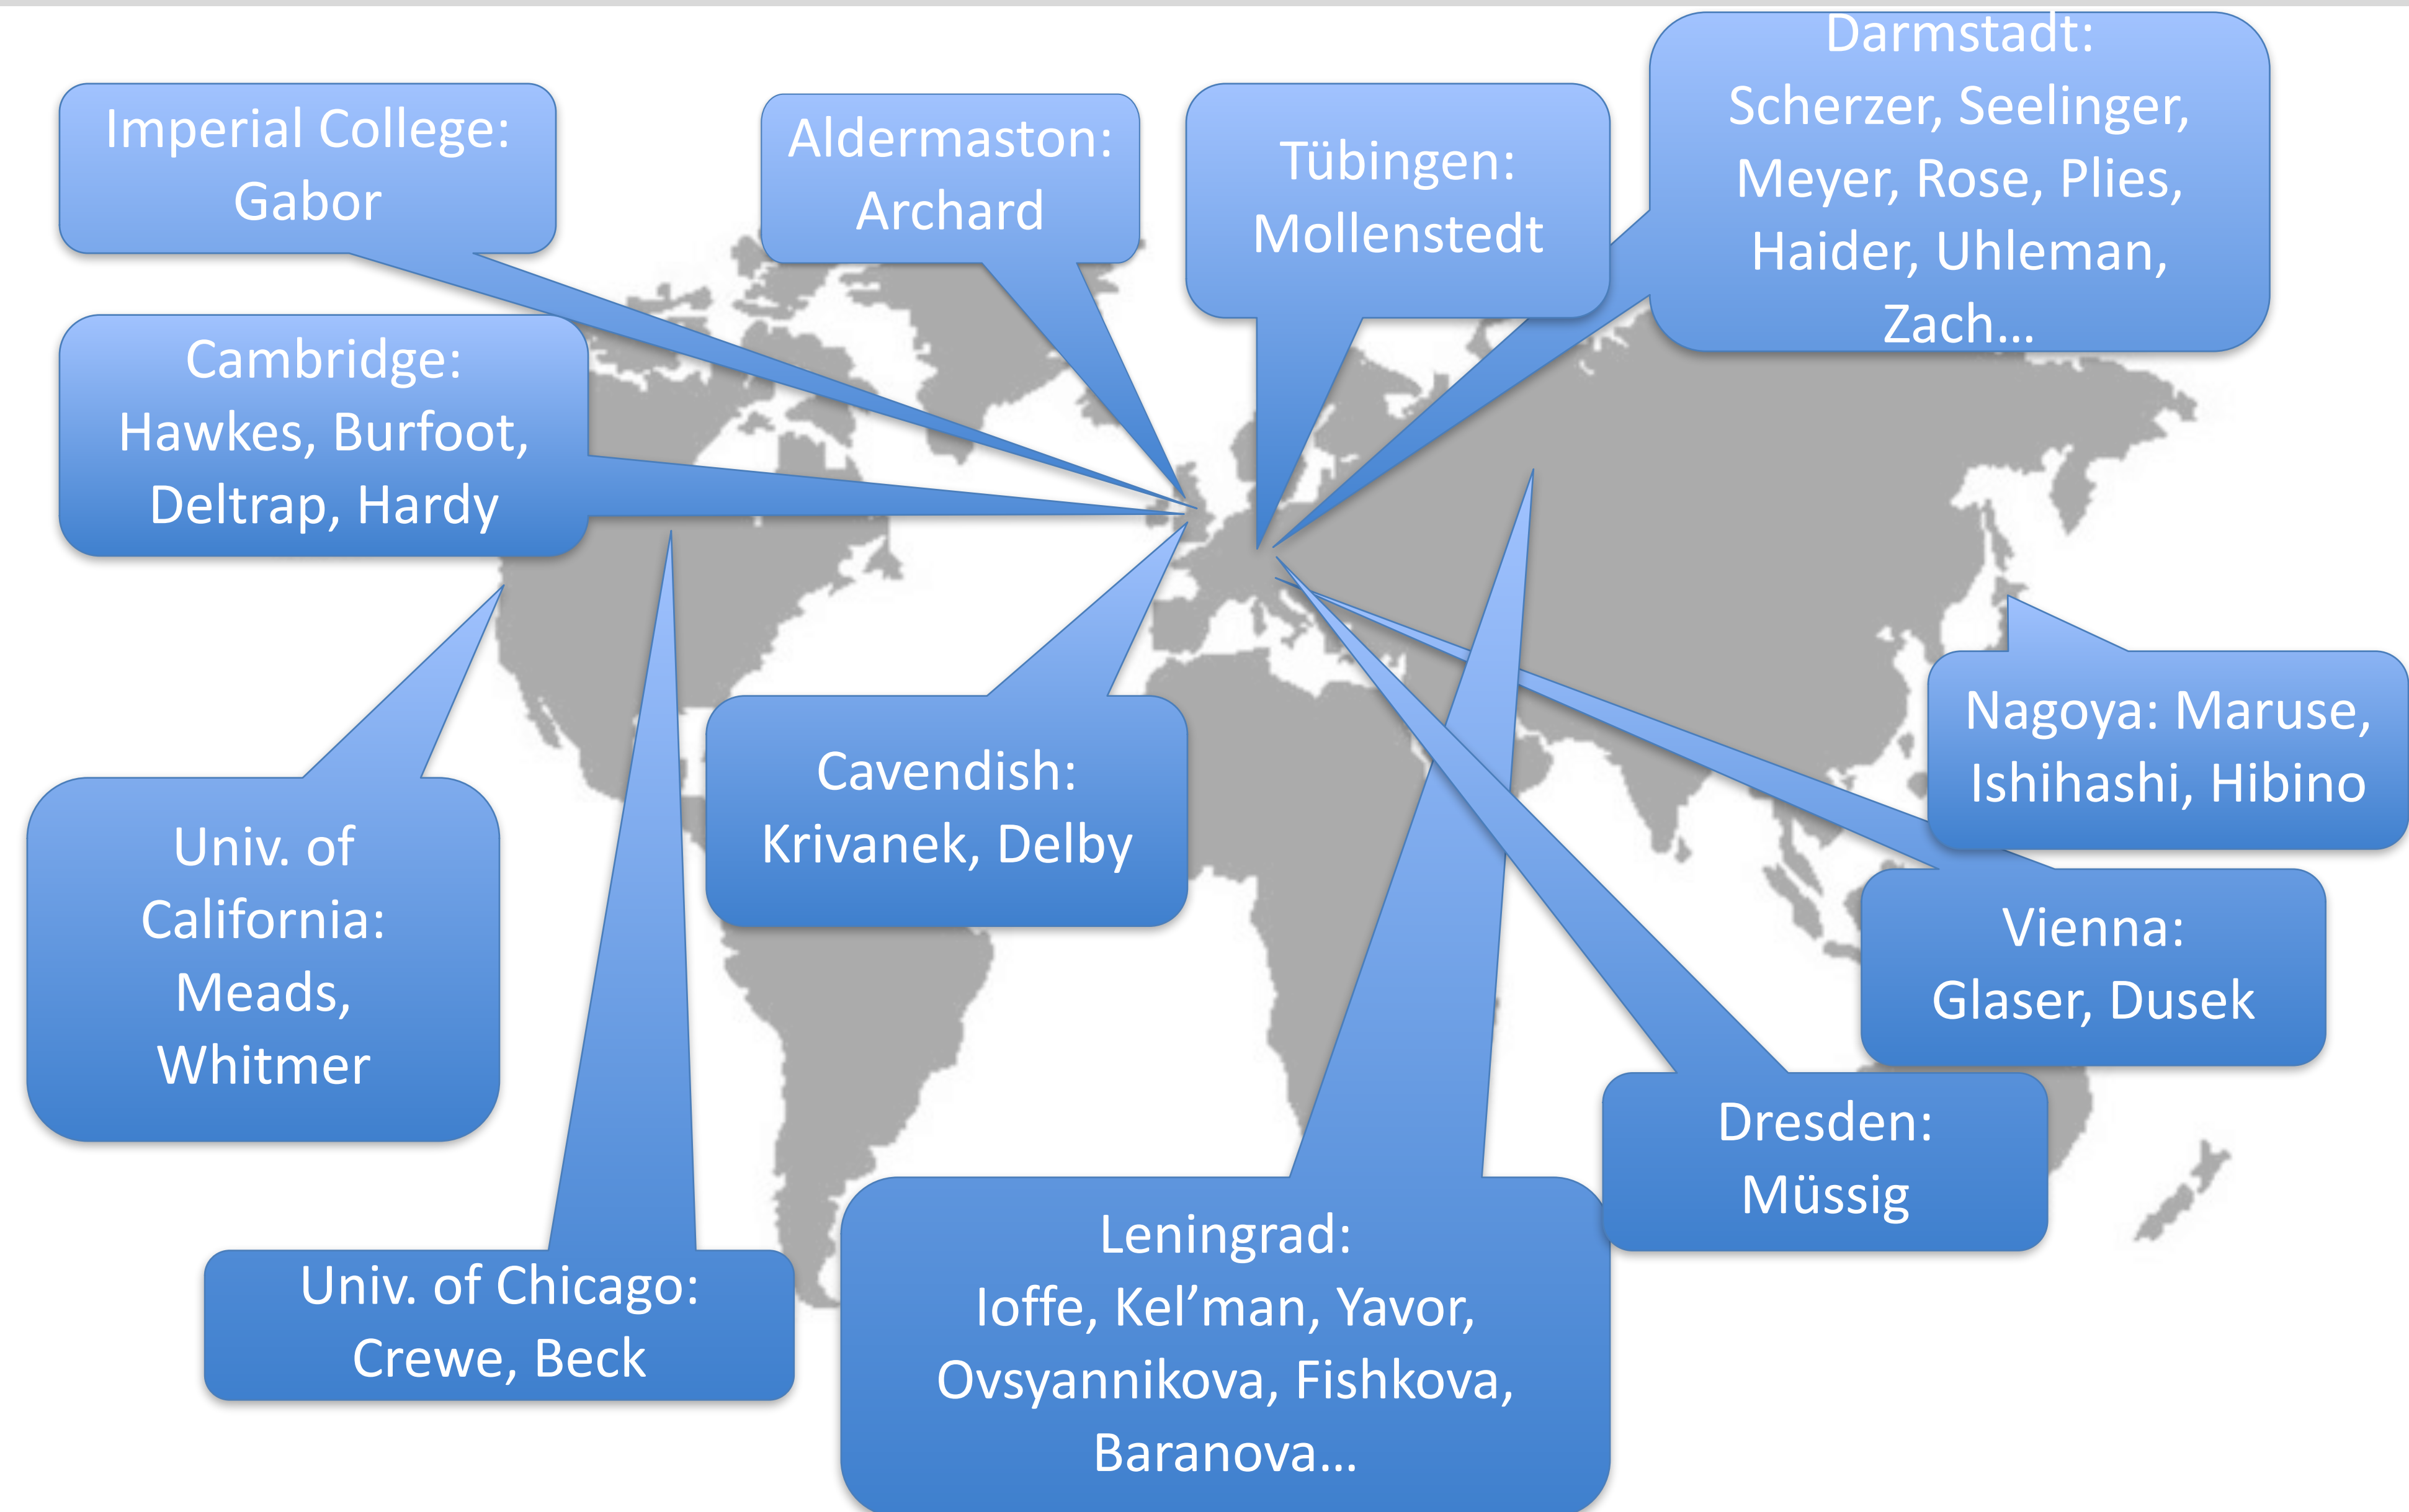 Imperial College:
Gabor
Aldermaston:
Archard
Tübingen:
Mollenstedt
Darmstadt:
Scherzer, Seelinger,
Meyer, Rose, Plies,
Haider, Uhleman,
Zach...
Cambridge:
Hawkes, Burfoot,
Deltrap, Hardy
Nagoya: Maruse,
Ishihashi, Hibino
Cavendish:
Krivanek, Delby
Univ. of
California:
Meads,
Whitmer
Vienna:
Glaser, Dusek
Dresden:
Müssig
Univ. of Chicago:
Crewe, Beck
Leningrad:
Ioffe, Kel’man, Yavor,
Ovsyannikova, Fishkova,
Baranova...